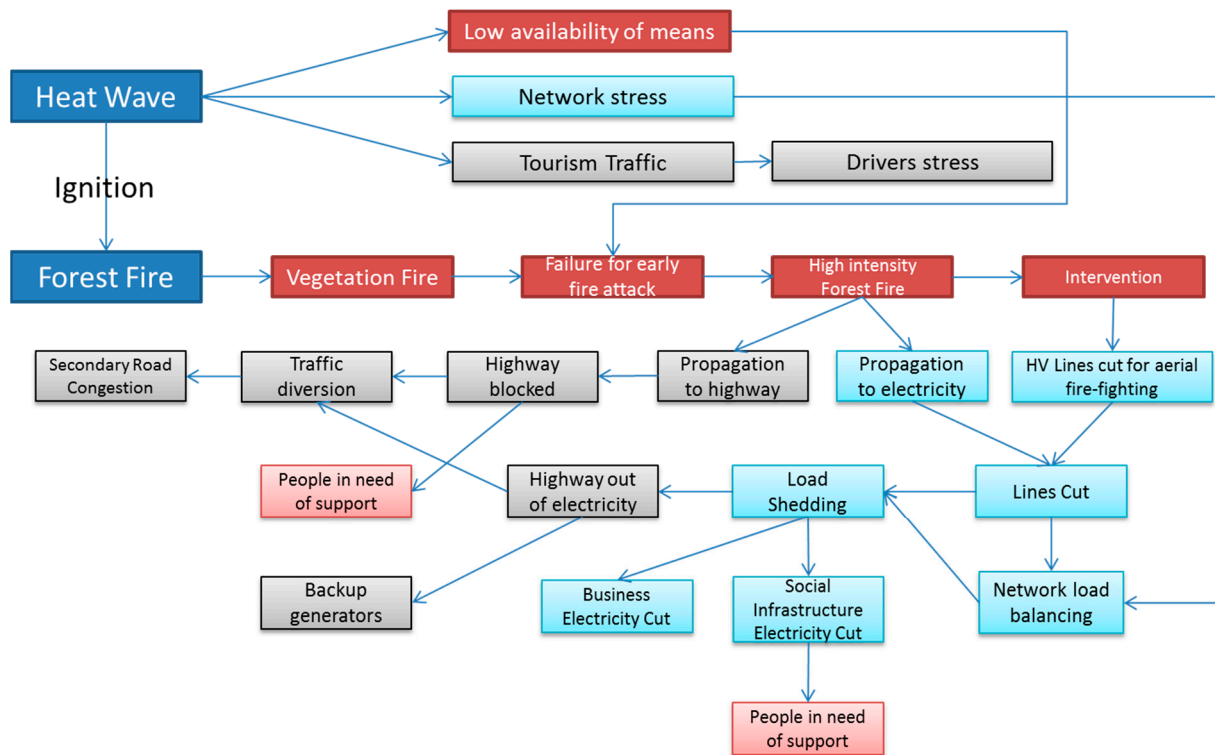 Low availability of means
Heat Wave
Network stress
Tourism Traffic
Drivers stress
Ignition
Forest Fire
Vegetation Fire
Failure for early
fire attack
High intensity
Forest Fire
Intervention
Secondary Road
Congestion
Traffic
diversion
Highway
blocked
Propagation
to highway
Propagation
to electricity
HV Lines cut for aerial
fire-fighting
People in need
of support
Highway out
of electricity
Load
Shedding
Lines Cut
Backup
generators
Business
Electricity Cut
Social
Infrastructure
Electricity Cut
Network load
balancing
People in need
of support